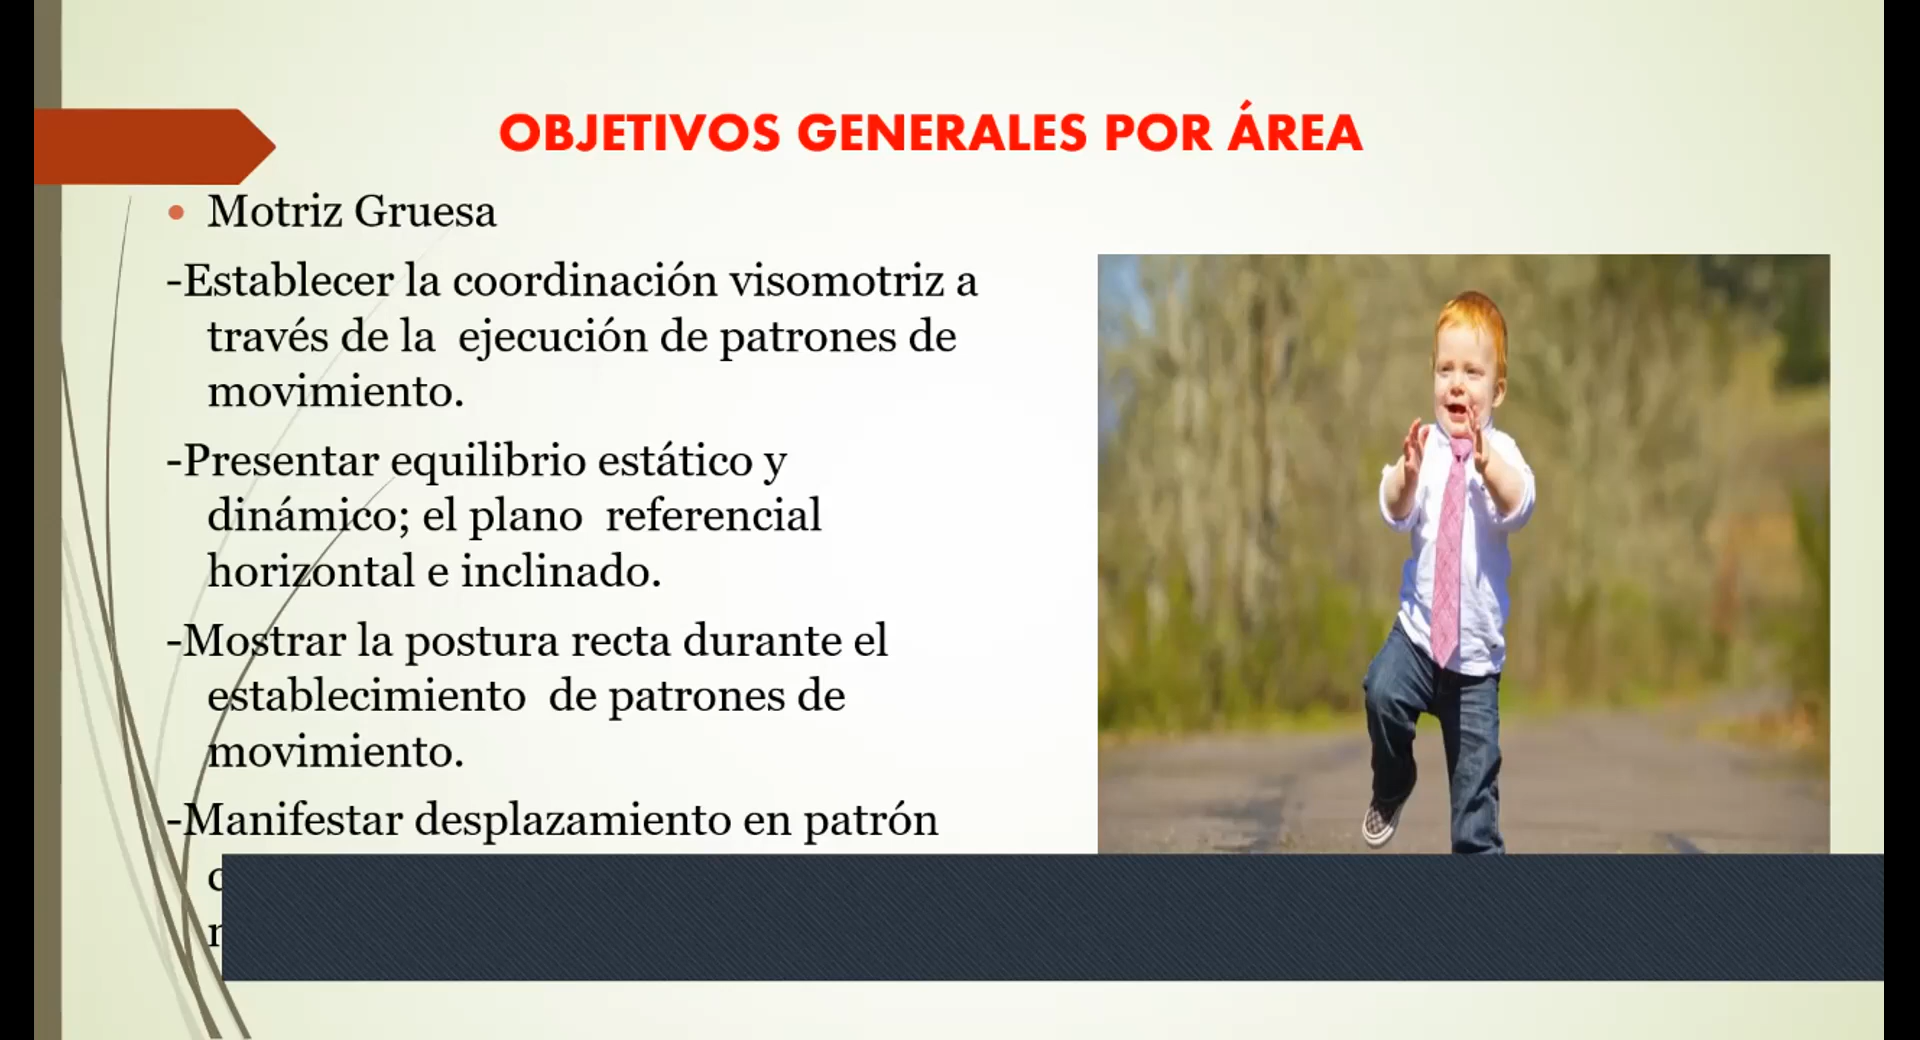 OBJETIVOS GENERALES POR ÁREA
• Motriz Gruesa
-Establecer la coordinación visomotriz a
través de la ejecución de patrones de
movimiento.
-Presentar equilibrio estático y
dinámico; el plano referencial
horizontal e inclinado.
-Mostrar la postura recta durante el
establecimiento de patrones de
movimiento.
-Manifestar desplazamiento en patrón